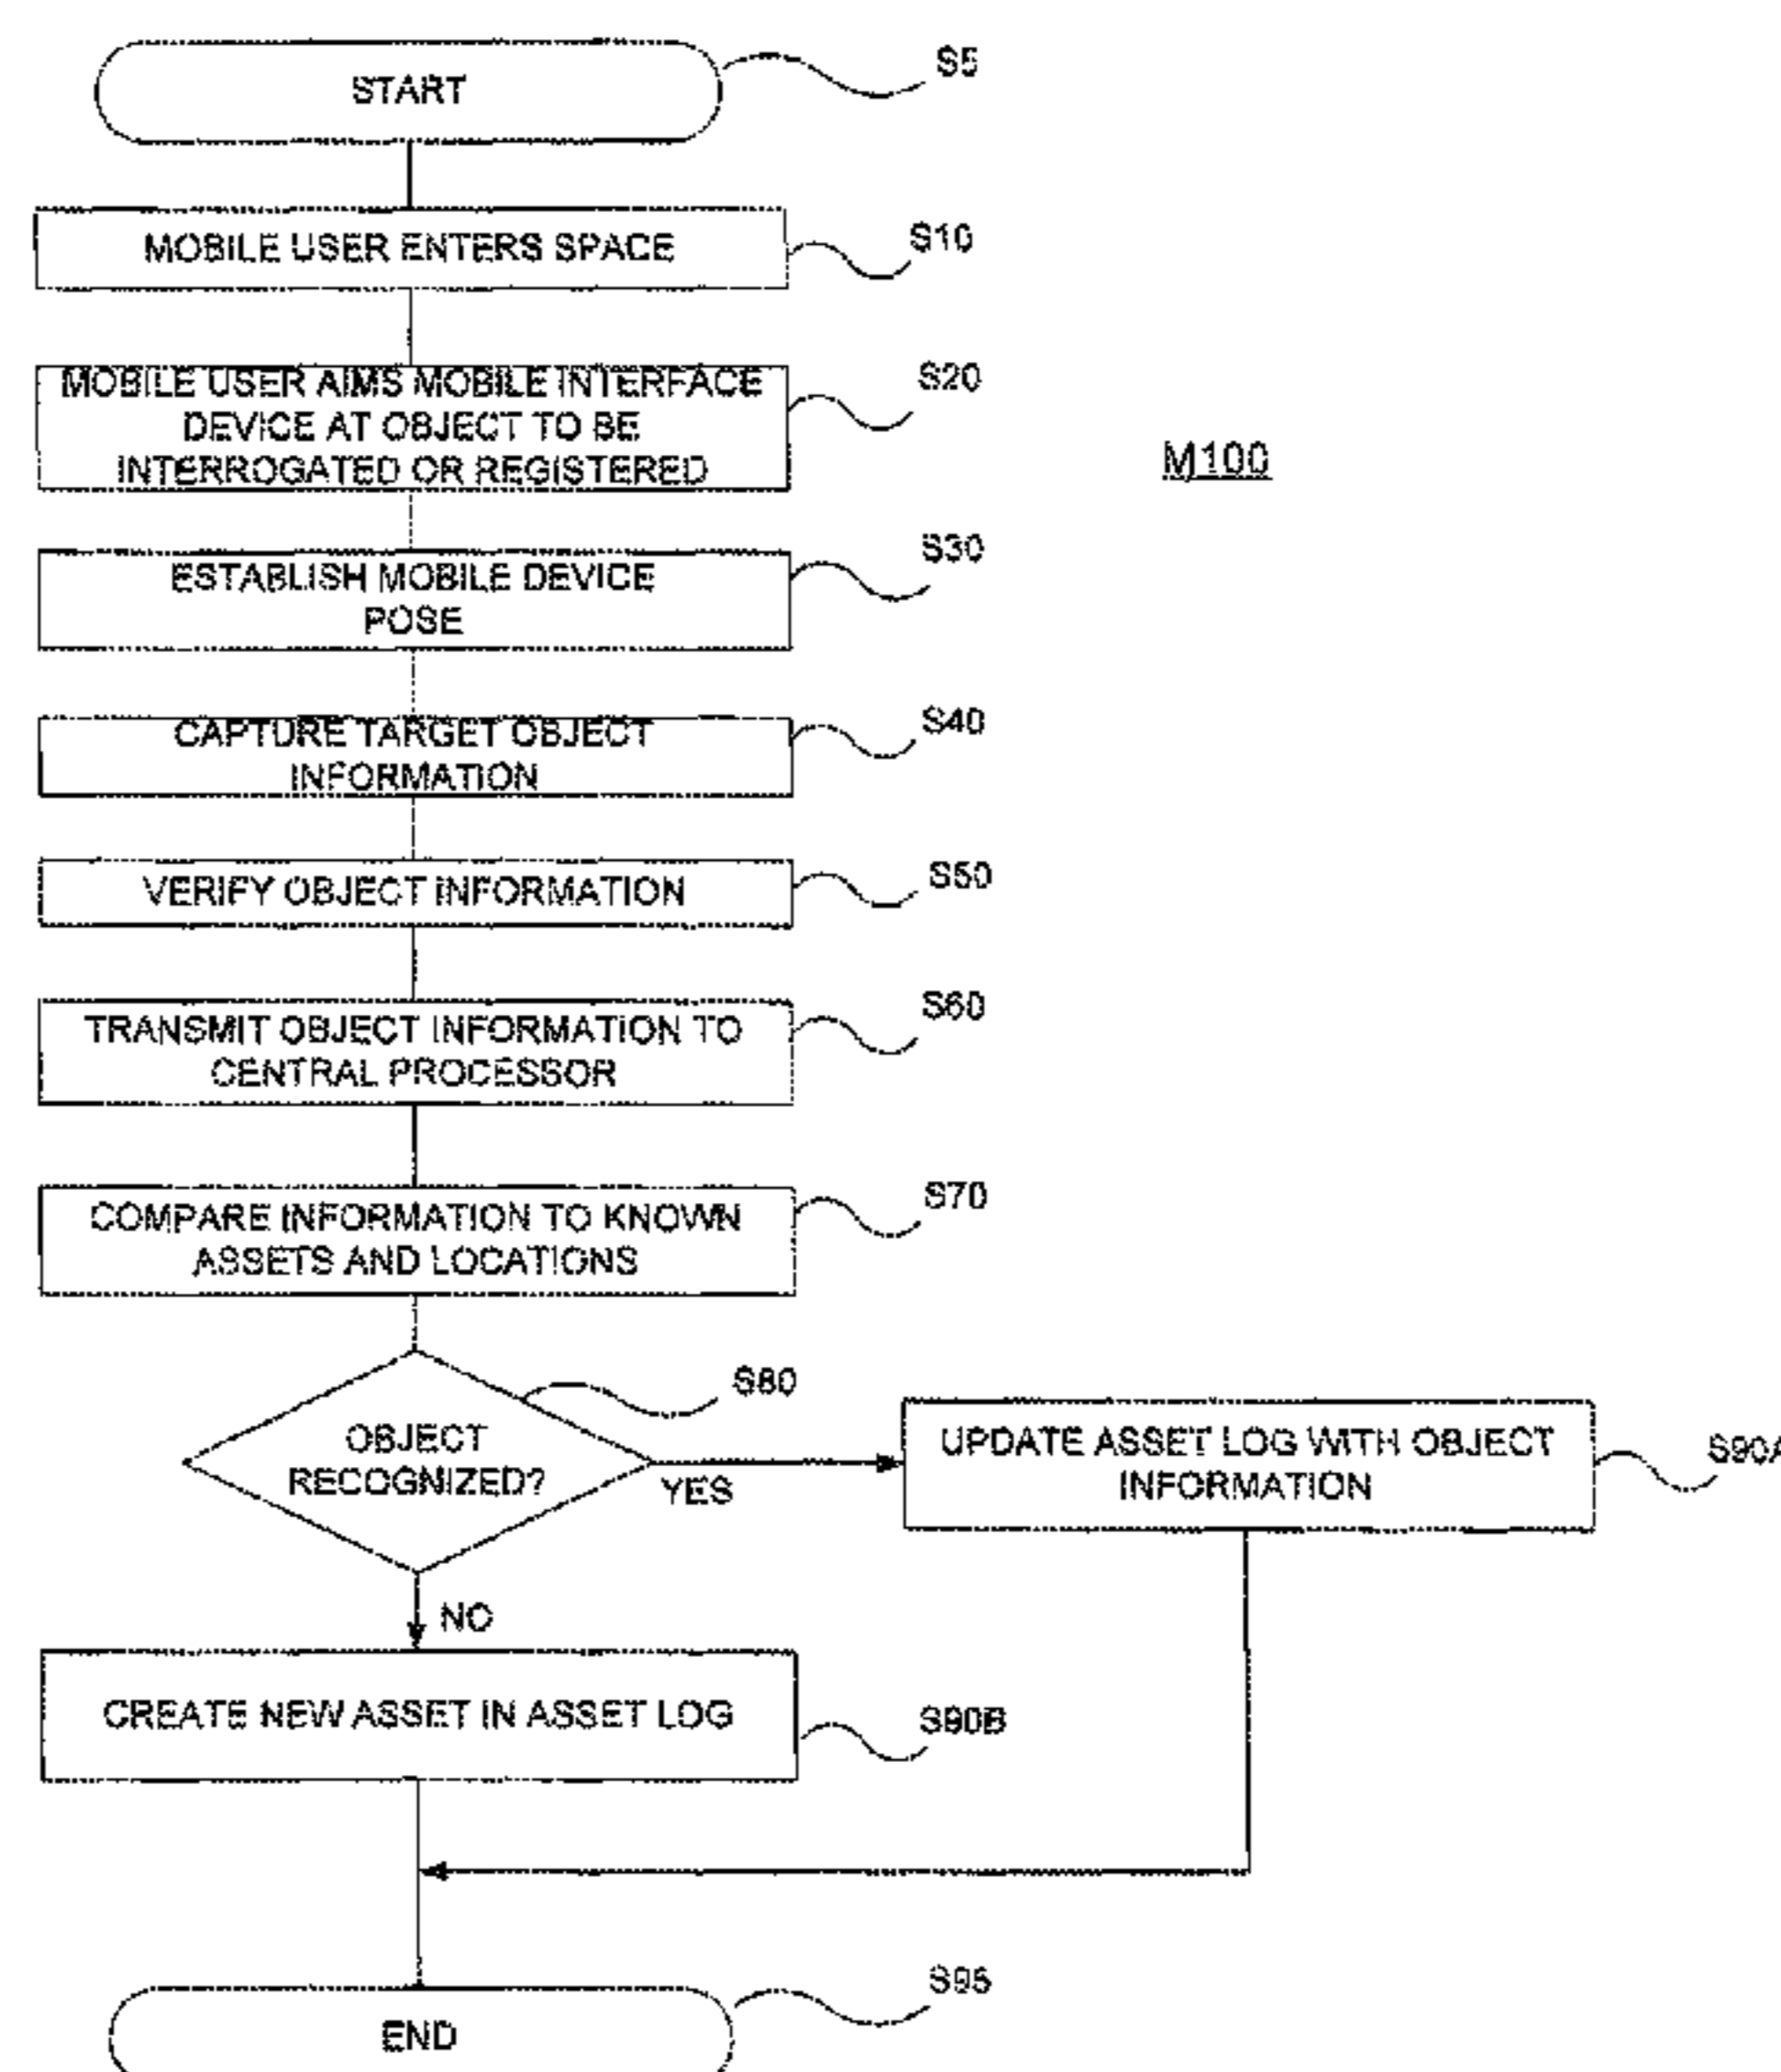 START
S5
MOBILE USER ENTERS SPACE
S10
MOBILE USER AIMS MOBILE INTERFACE
DEVICE AT OBJECT TO BE
INTERROGATED OR REGISTERED
S20
M100
ESTABLISH MOBILE DEVICE
POSE
S30
CAPTURE TARGET OBJECT
INFORMATION
S40
VERIFY OBJECT INFORMATION
S50
TRANSMIT OBJECT INFORMATION TO
CENTRAL PROCESSOR
S60
COMPARE INFORMATION TO KNOWN
ASSETS AND LOCATIONS
S70
OBJECT
RECOGNIZED?
S80
YES
UPDATE ASSET LOG WITH OBJECT
INFORMATION
S90A
NO
CREATE NEW ASSET IN ASSET LOG
S90B
END
S95